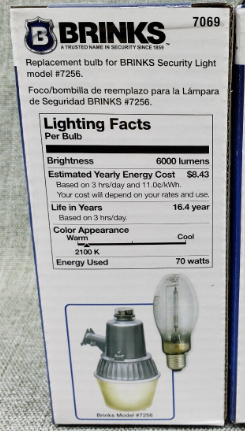 7069
BRINKS
A TRUSTED NAME IN SECURITY SINCE 1859
Replacement bulb for BRINKS Security Light
model #7256.
Foco/bombilla de reemplazo para la Lámpara
de Seguridad BRINKS #7256.
Lighting Facts
Per Bulb
Brightness 6000 lumens
Estimated Yearly Energy Cost $8.43
Based on 3 hrs/day and 11.0¢/kWh.
Your cost will depend on your rates and use.
Life in Years 16.4 year
Based on 3 hrs/day.
Color Appearance
Warm Cool
2100 K
Energy Used 70 watts
Brinks Model #7256